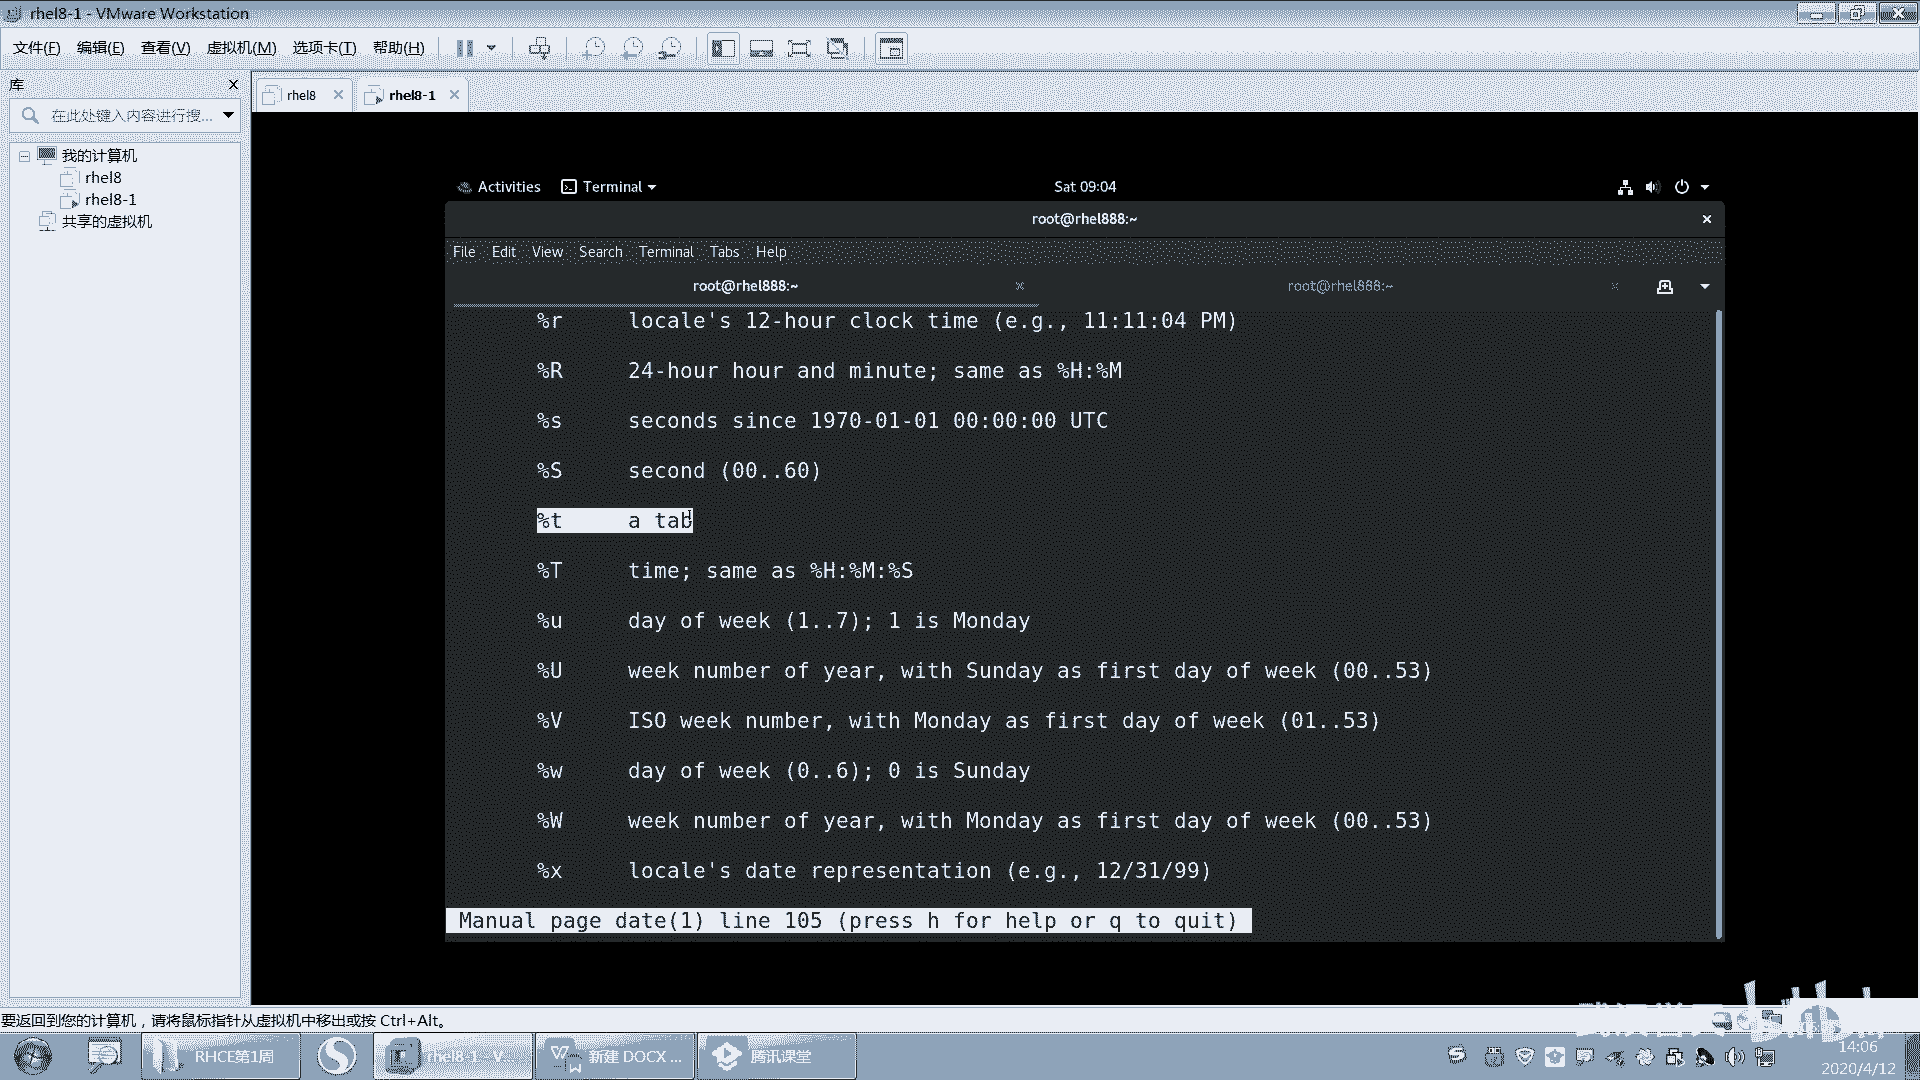 rhel8-1 - VMware Workstation
文件(F) 编辑(E) 查看(V) 虚拟机(M) 选项卡(T) 帮助(H)
库
rhel8
rhel8-1
在此处键入内容进行搜...
我的计算机
rhel8
rhel8-1
共享的虚拟机
Activities Terminal Sat 09:04
root@rhel888:~
File Edit View Search Terminal Tabs Help
root@rhel888:~ root@rhel888:~
%r locale's 12-hour clock time (e.g., 11:11:04 PM)
%R 24-hour hour and minute; same as %H:%M
%s seconds since 1970-01-01 00:00:00 UTC
%S second (00..60)
%t a tab
%T time; same as %H:%M:%S
%u day of week (1..7); 1 is Monday
%U week number of year, with Sunday as first day of week (00..53)
%V ISO week number, with Monday as first day of week (01..53)
%w day of week (0..6); 0 is Sunday
%W week number of year, with Monday as first day of week (00..53)
%x locale's date representation (e.g., 12/31/99)
Manual page date(1) line 105 (press h for help or q to quit)
要返回到您的计算机，请将鼠标指针从虚拟机中移出或按 Ctrl+Alt。
RHCE第1周
rhel8-1 - V...
新建 DOCX ...
腾讯课堂
14:06
2020/4/12